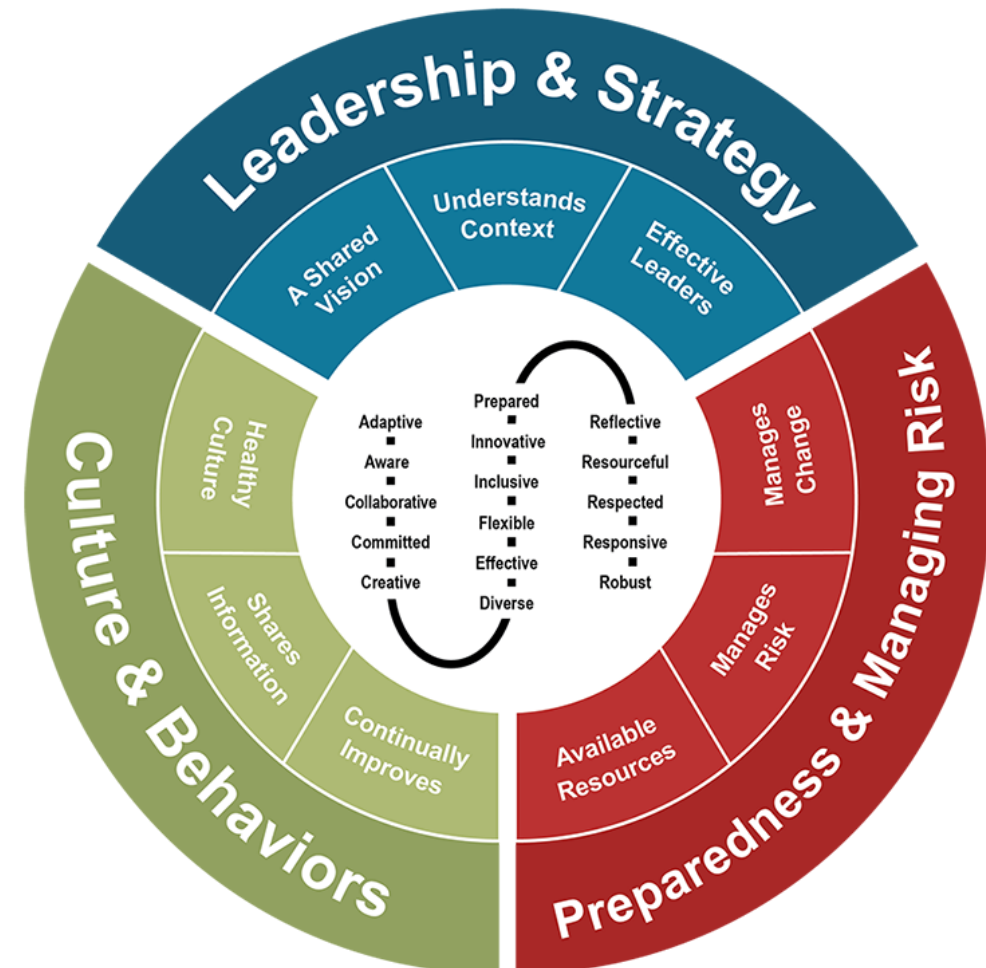 Leadership & Strategy
A Shared
Vision
Understands
Context
Effective
Leaders
Preparedness & Managing Risk
Manages
Change
Manages
Risk
Available
Resources
Culture & Behaviors
Healthy
Culture
Shares
Information
Continually
Improves
Adaptive
Aware
Collaborative
Committed
Creative
Prepared
Innovative
Inclusive
Flexible
Effective
Diverse
Reflective
Resourceful
Respected
Responsive
Robust